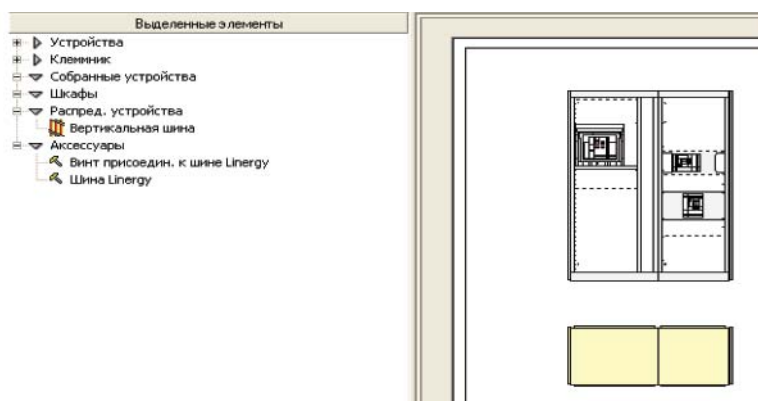 Выделенные элементы
Устройства
Клеммник
Собранные устройства
Шкафы
Распред. устройства
Вертикальная шина
Аксессуары
Винт присоедин. к шине Linergy
Шина Linergy